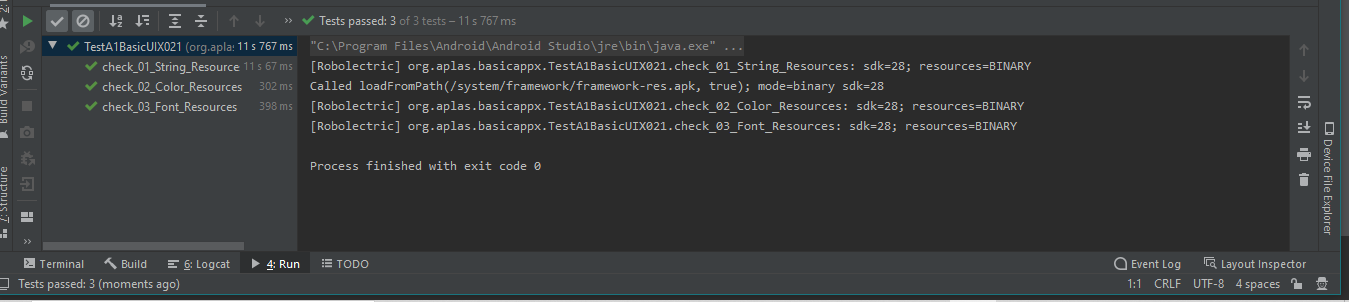 Tests passed: 3 of 3 tests – 11 s 767 ms
TestA1BasicUIX021 (org.aplas. 11 s 767 ms
check_01_String_Resource 11 s 67 ms
check_02_Color_Resources 302 ms
check_03_Font_Resources 398 ms
"C:\Program Files\Android\Android Studio\jre\bin\java.exe" ...
[Robolectric] org.aplas.basicappx.TestA1BasicUIX021.check_01_String_Resources: sdk=28; resources=BINARY
Called loadFromPath(/system/framework/framework-res.apk, true); mode=binary sdk=28
[Robolectric] org.aplas.basicappx.TestA1BasicUIX021.check_02_Color_Resources: sdk=28; resources=BINARY
[Robolectric] org.aplas.basicappx.TestA1BasicUIX021.check_03_Font_Resources: sdk=28; resources=BINARY
Process finished with exit code 0
Build Variants
7: Structure
Device File Explorer
Terminal
Build
6: Logcat
4: Run
TODO
Event Log
Layout Inspector
Tests passed: 3 (moments ago)
1:1 CRLF UTF-8 4 spaces